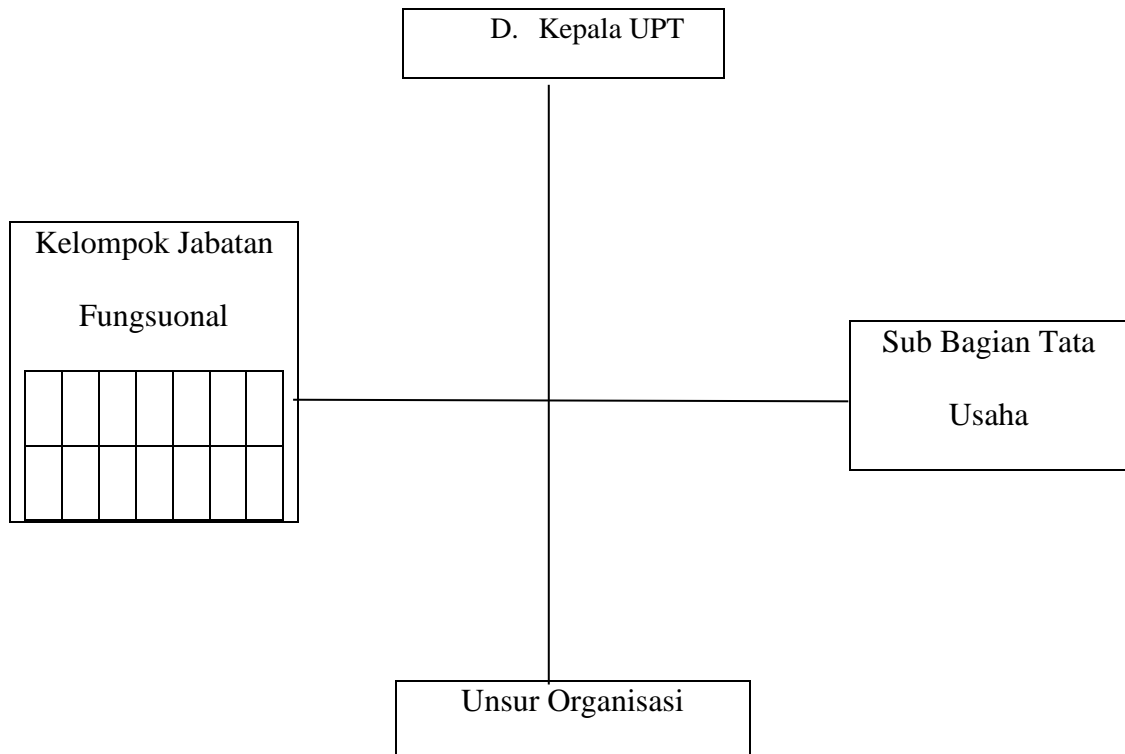 D. Kepala UPT
Kelompok Jabatan
Fungsuonal
Sub Bagian Tata
Usaha
Unsur Organisasi